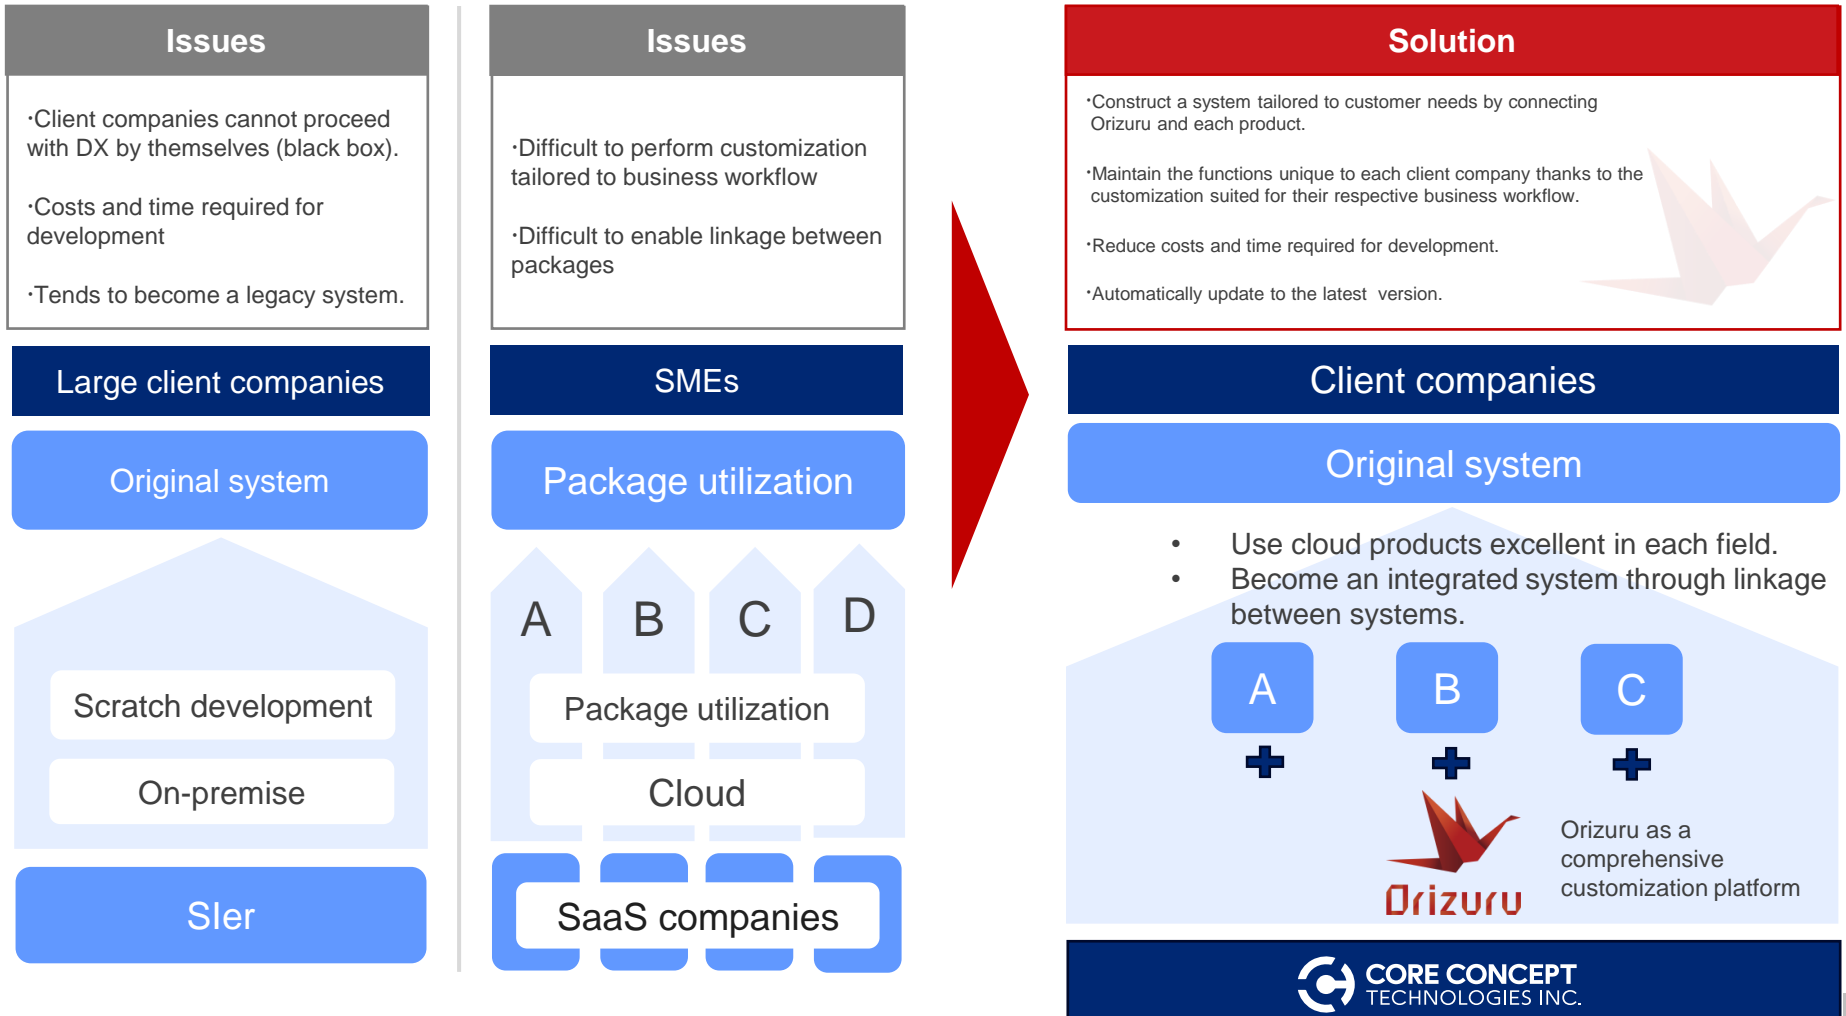 Issues
・Client companies cannot proceed
with DX by themselves (black box).
・Costs and time required for
development
・Tends to become a legacy system.
Large client companies
Original system
Scratch development
On-premise
SIer
Issues
・Difficult to perform customization
tailored to business workflow
・Difficult to enable linkage between
packages
SMEs
Package utilization
A B C D
Package utilization
Cloud
SaaS companies
Solution
・Construct a system tailored to customer needs by connecting
Orizuru and each product.
・Maintain the functions unique to each client company thanks to the
customization suited for their respective business workflow.
・Reduce costs and time required for development.
・Automatically update to the latest version.
Client companies
Original system
• Use cloud products excellent in each field.
• Become an integrated system through linkage
between systems.
A B C
Orizuru
Orizuru as a
comprehensive
customization platform
CORE CONCEPT
TECHNOLOGIES INC.